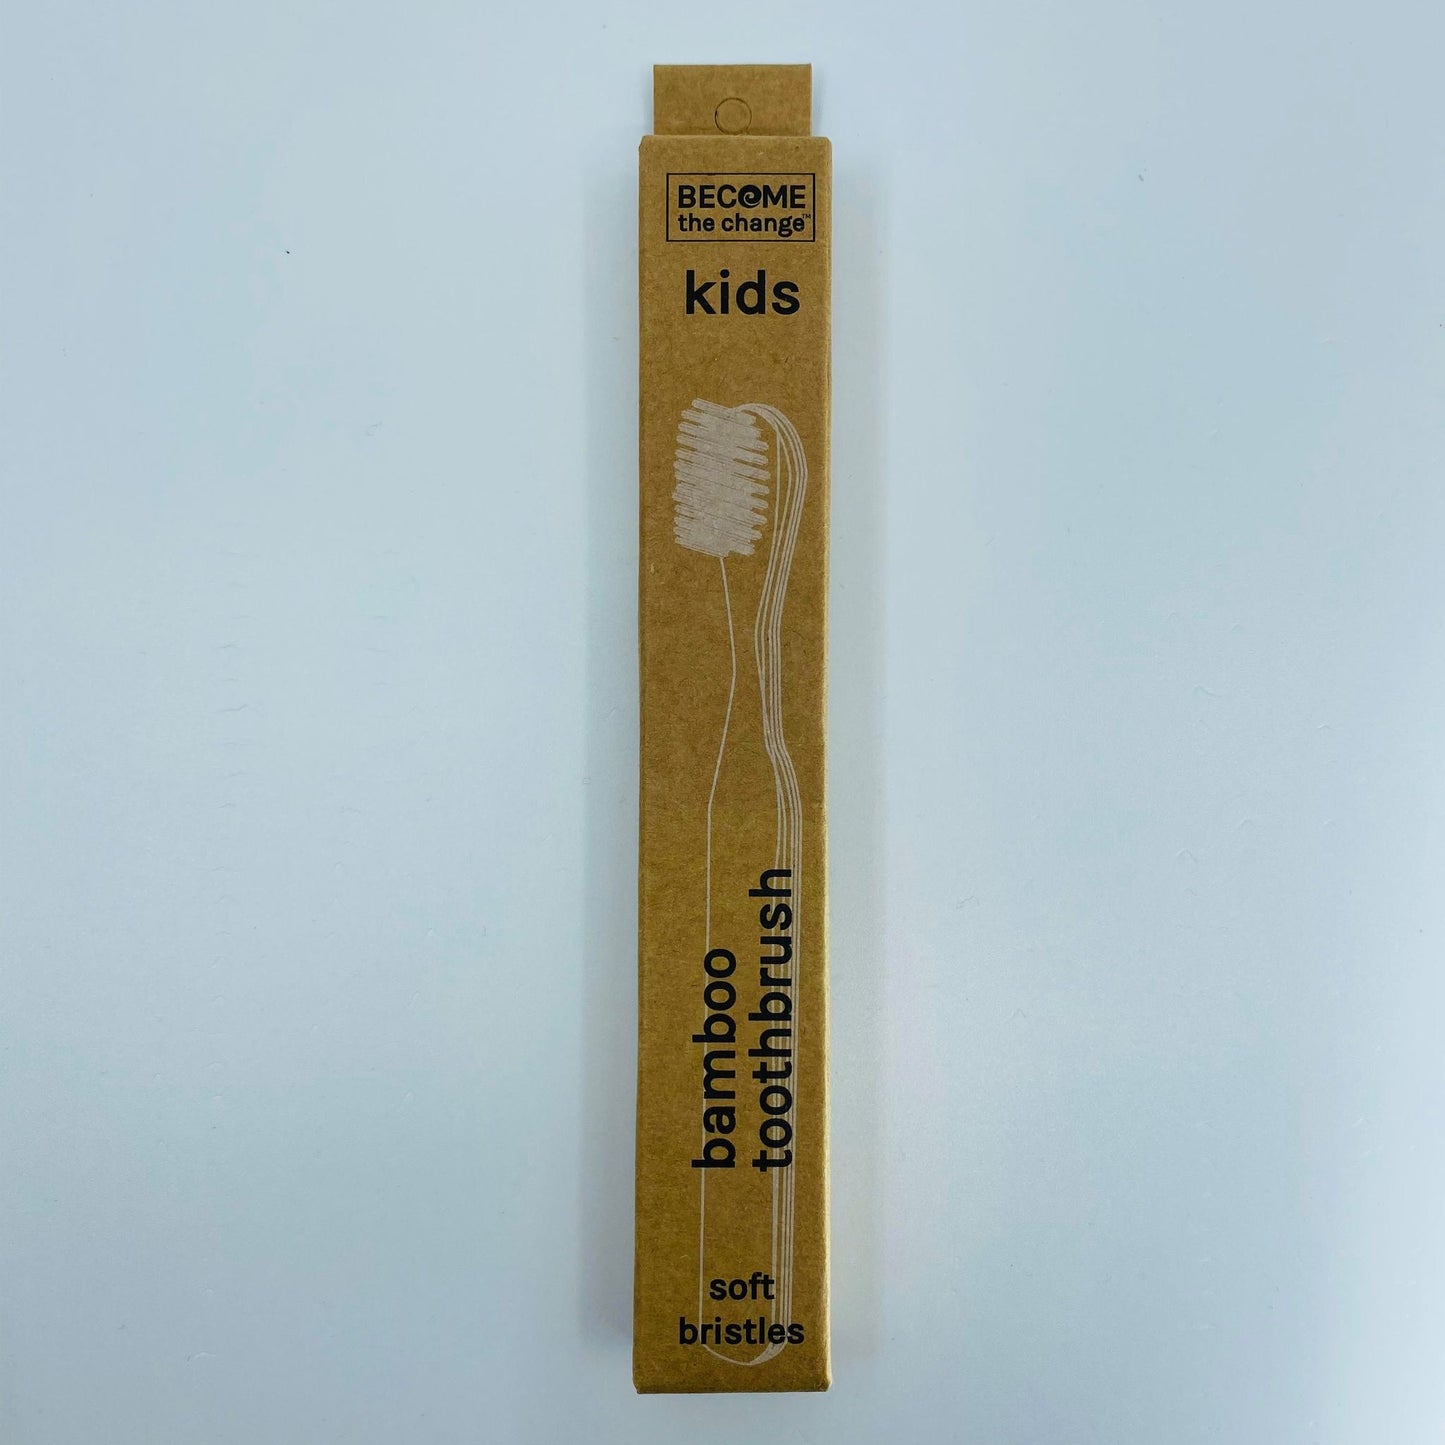 BECOME
the change™
kids
bamboo
toothbrush
soft
bristles